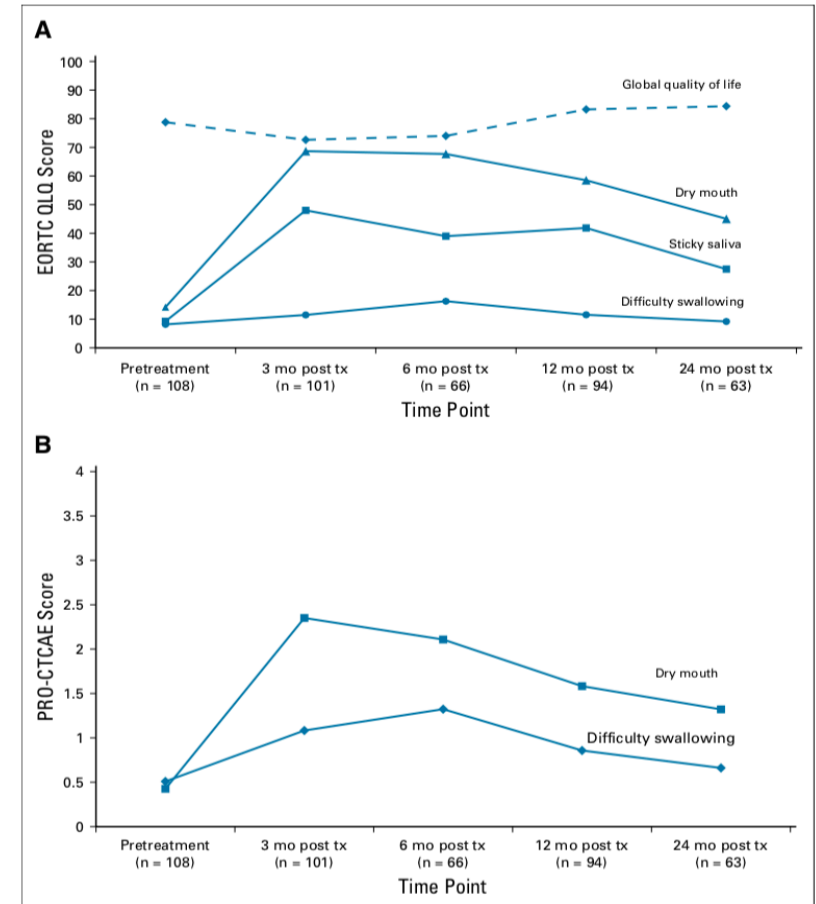 A
100
90
80
70
60
50
40
30
20
10
0
EORTC QLQ Score
Global quality of life
Dry mouth
Sticky saliva
Difficulty swallowing
Pretreatment
(n = 108)
3 mo post tx
(n = 101)
6 mo post tx
(n = 66)
12 mo post tx
(n = 94)
24 mo post tx
(n = 63)
Time Point
B
4
3.5
3
2.5
2
1.5
1
0.5
0
PRO-CTCAE Score
Dry mouth
Difficulty swallowing
Pretreatment
(n = 108)
3 mo post tx
(n = 101)
6 mo post tx
(n = 66)
12 mo post tx
(n = 94)
24 mo post tx
(n = 63)
Time Point